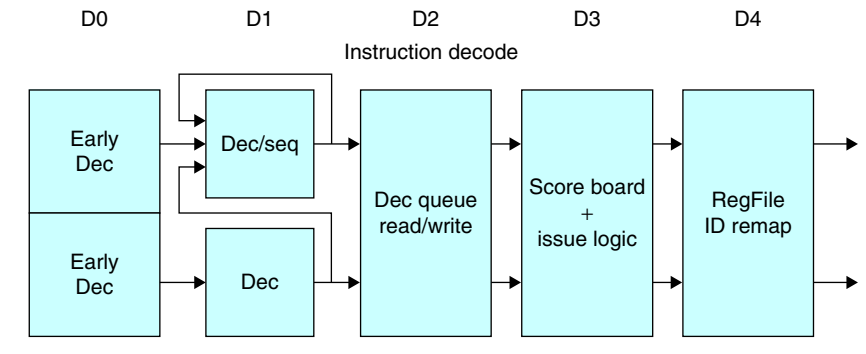 D0 D1 D2 D3 D4
Instruction decode
Early
Dec
Dec/seq
Early
Dec
Dec
Dec queue
read/write
Score board
+
issue logic
RegFile
ID remap